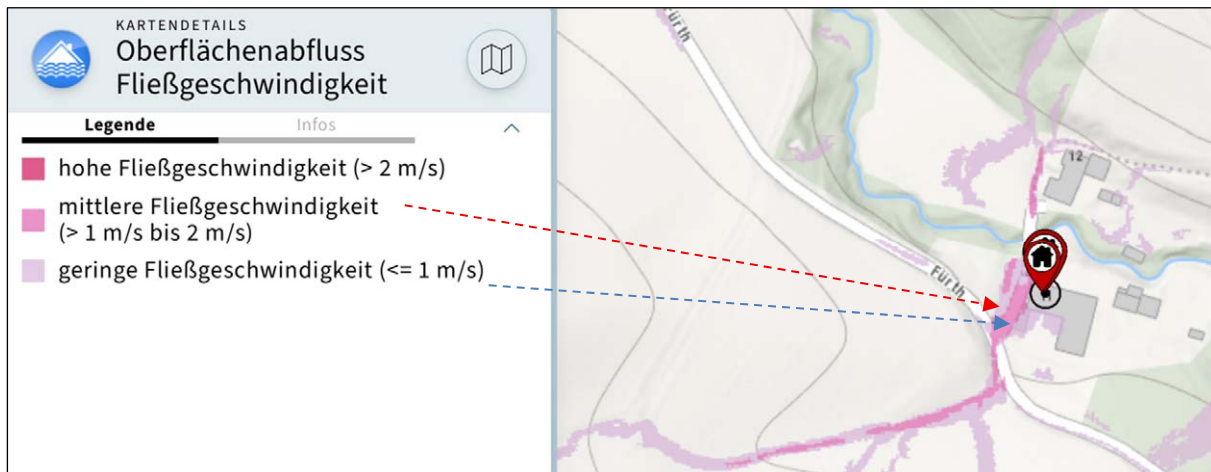 KARTENDETAILS
Oberflächenabfluss
Fließgeschwindigkeit
Legende
Infos
hohe Fließgeschwindigkeit (> 2 m/s)
mittlere Fließgeschwindigkeit
(> 1 m/s bis 2 m/s)
geringe Fließgeschwindigkeit (<= 1 m/s)
Fürth
12
Fürth